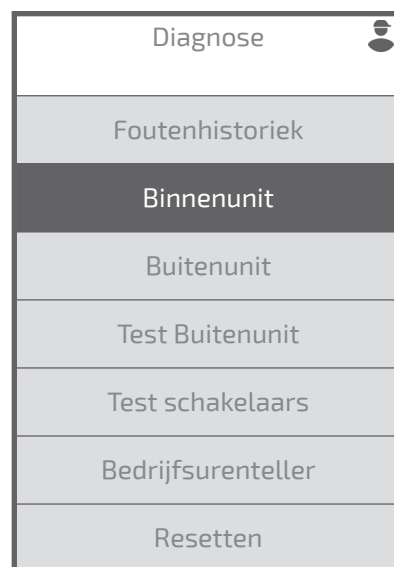 Diagnose
Foutenhistoriek
Binnenunit
Buitenunit
Test Buitenunit
Test schakelaars
Bedrijfsurenteller
Resetten